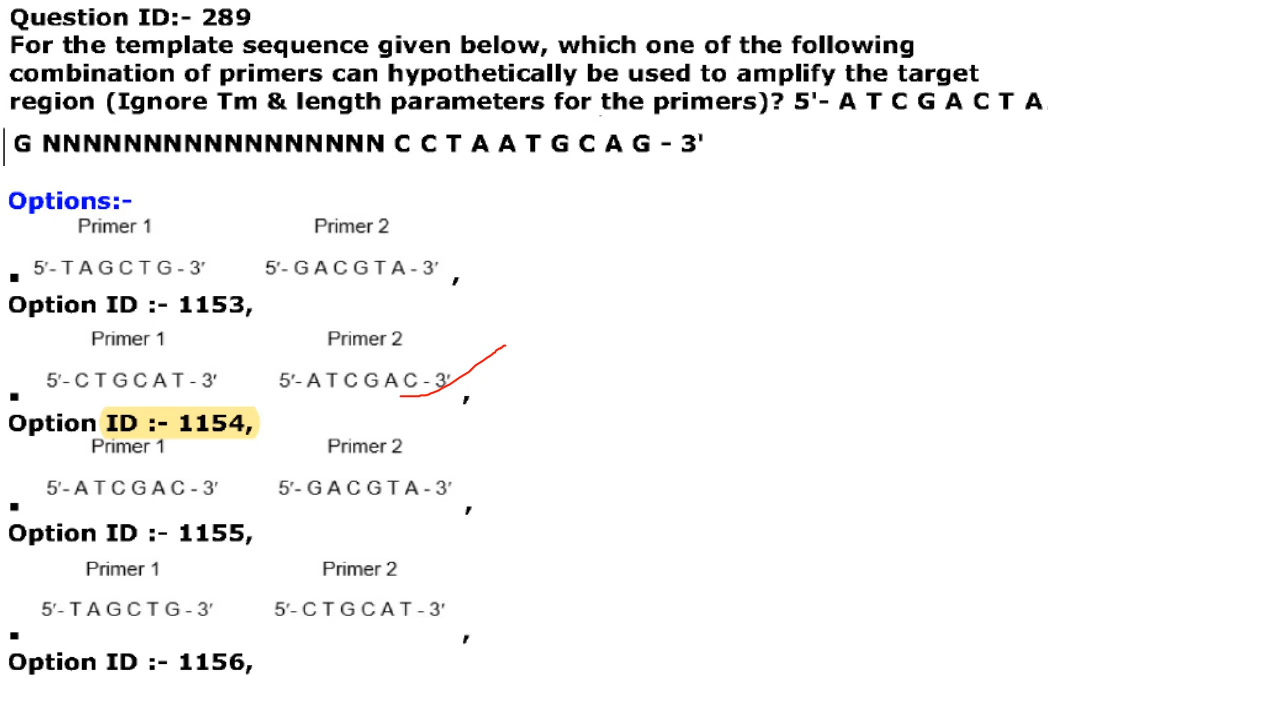 Question ID:- 289
For the template sequence given below, which one of the following
combination of primers can hypothetically be used to amplify the target
region (Ignore Tm & length parameters for the primers)? 5'- A T C G A C T A
G NNNNNNNNNNNNNNNNN C C T A A T G C A G - 3'
Options:-
Primer 1 Primer 2
5'- T A G C T G - 3' 5'- G A C G T A - 3' ,
Option ID :- 1153,
Primer 1 Primer 2
5'- C T G C A T - 3' 5'- A T C G A C - 3' ,
Option ID :- 1154,
Primer 1 Primer 2
5'- A T C G A C - 3' 5'- G A C G T A - 3' ,
Option ID :- 1155,
Primer 1 Primer 2
5'- T A G C T G - 3' 5'- C T G C A T - 3' ,
Option ID :- 1156,